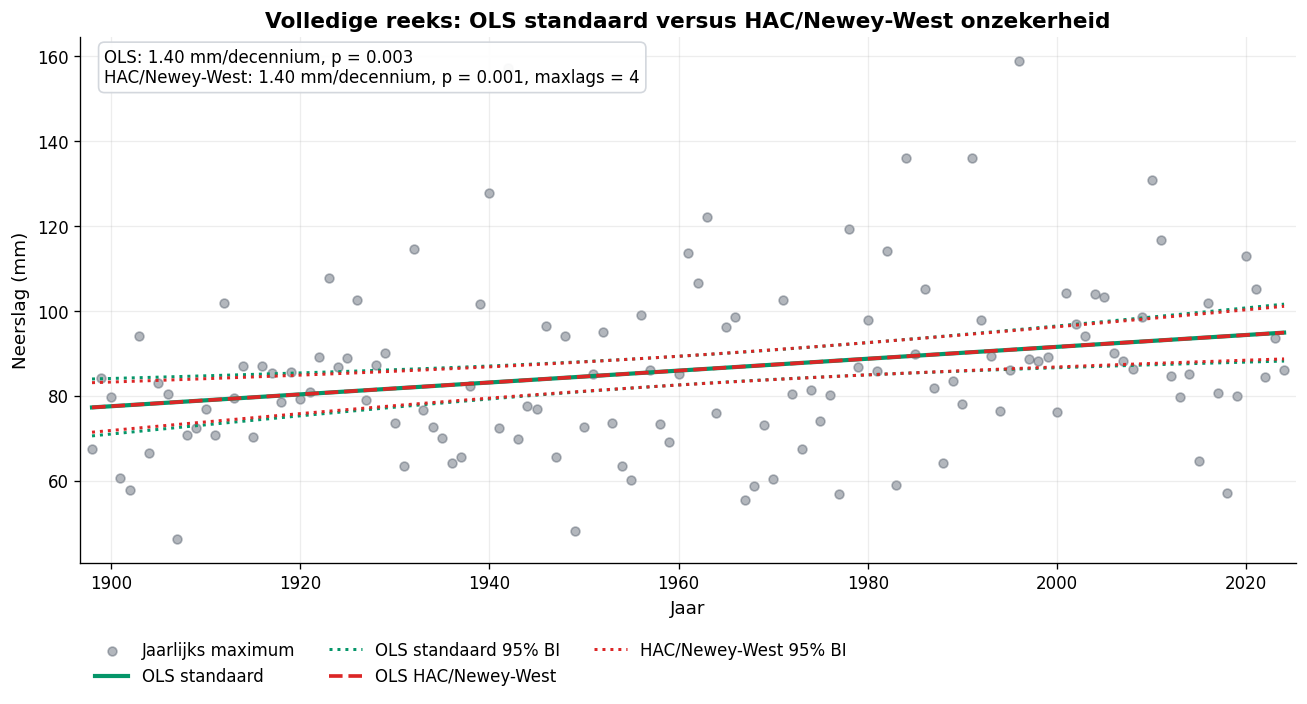 Volledige reeks: OLS standaard versus HAC/Newey-West onzekerheid
OLS: 1.40 mm/decennium, p = 0.003
HAC/Newey-West: 1.40 mm/decennium, p = 0.001, maxlags = 4
Neerslag (mm)
160
140
120
100
80
60
1900 1920 1940 1960 1980 2000 2020
Jaar
Jaarlijks maximum
OLS standaard
OLS standaard 95% BI
OLS HAC/Newey-West
HAC/Newey-West 95% BI